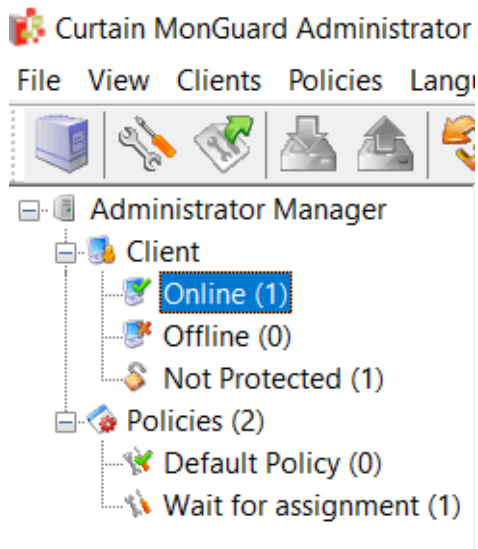 Curtain MonGuard Administrator
File View Clients Policies
Administrator Manager
Client
Online (1)
Offline (0)
Not Protected (1)
Policies (2)
Default Policy (0)
Wait for assignment (1)